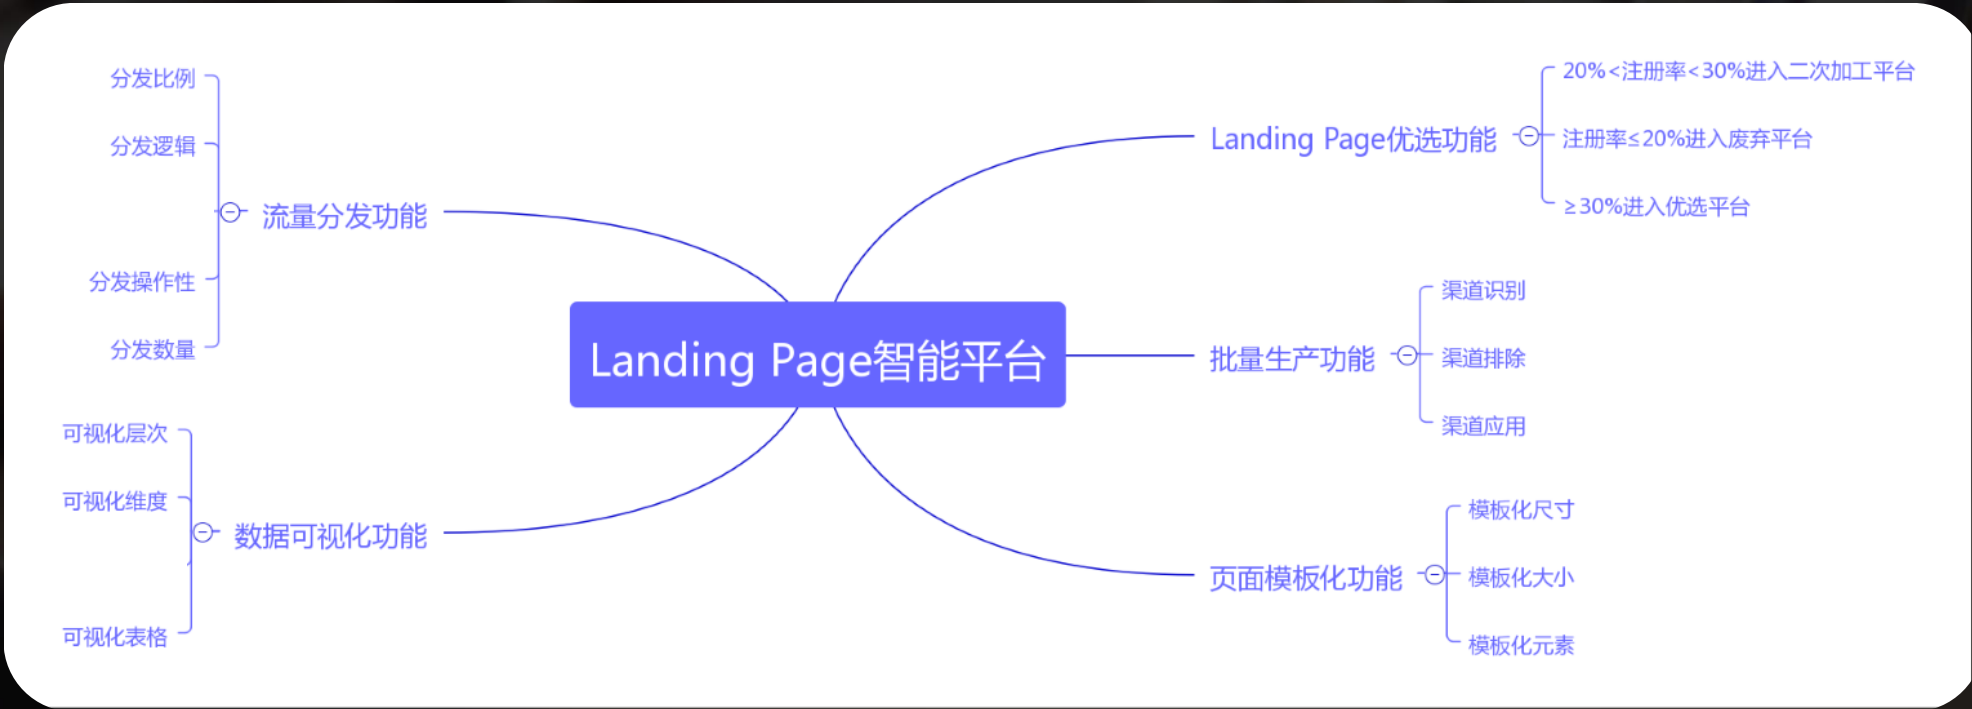 Landing Page智能平台
流量分发功能
分发比例
分发逻辑
分发操作性
分发数量
数据可视化功能
可视化层次
可视化维度
可视化表格
Landing Page优选功能
20%<注册率<30%进入二次加工平台
注册率≤20%进入废弃平台
≥30%进入优选平台
批量生产功能
渠道识别
渠道排除
渠道应用
页面模板化功能
模板化尺寸
模板化大小
模板化元素